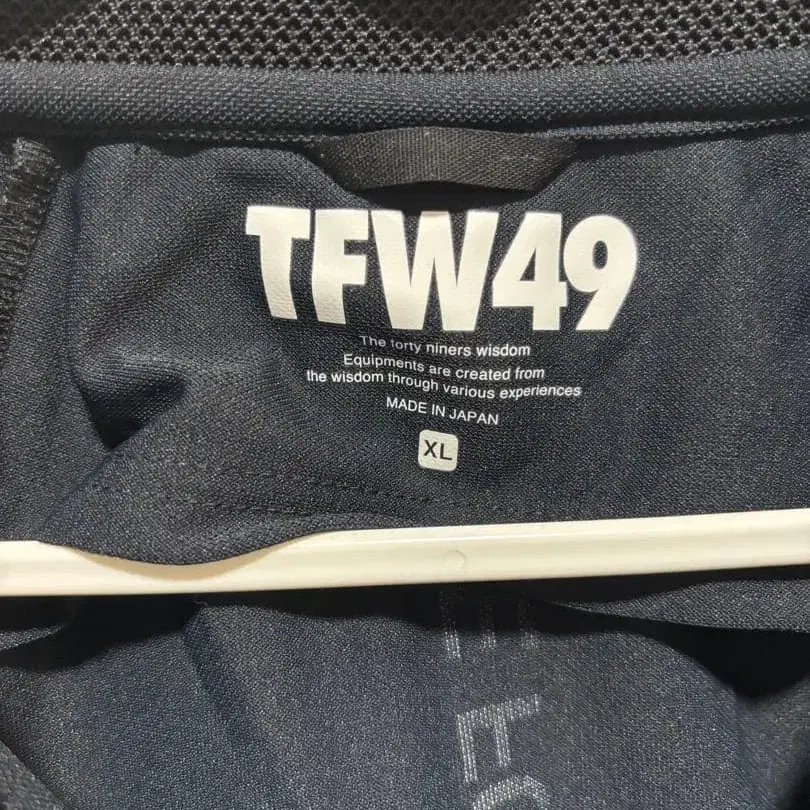 TFW49
The forty niners wisdom
Equipments are created from
the wisdom through various experiences
MADE IN JAPAN
XL